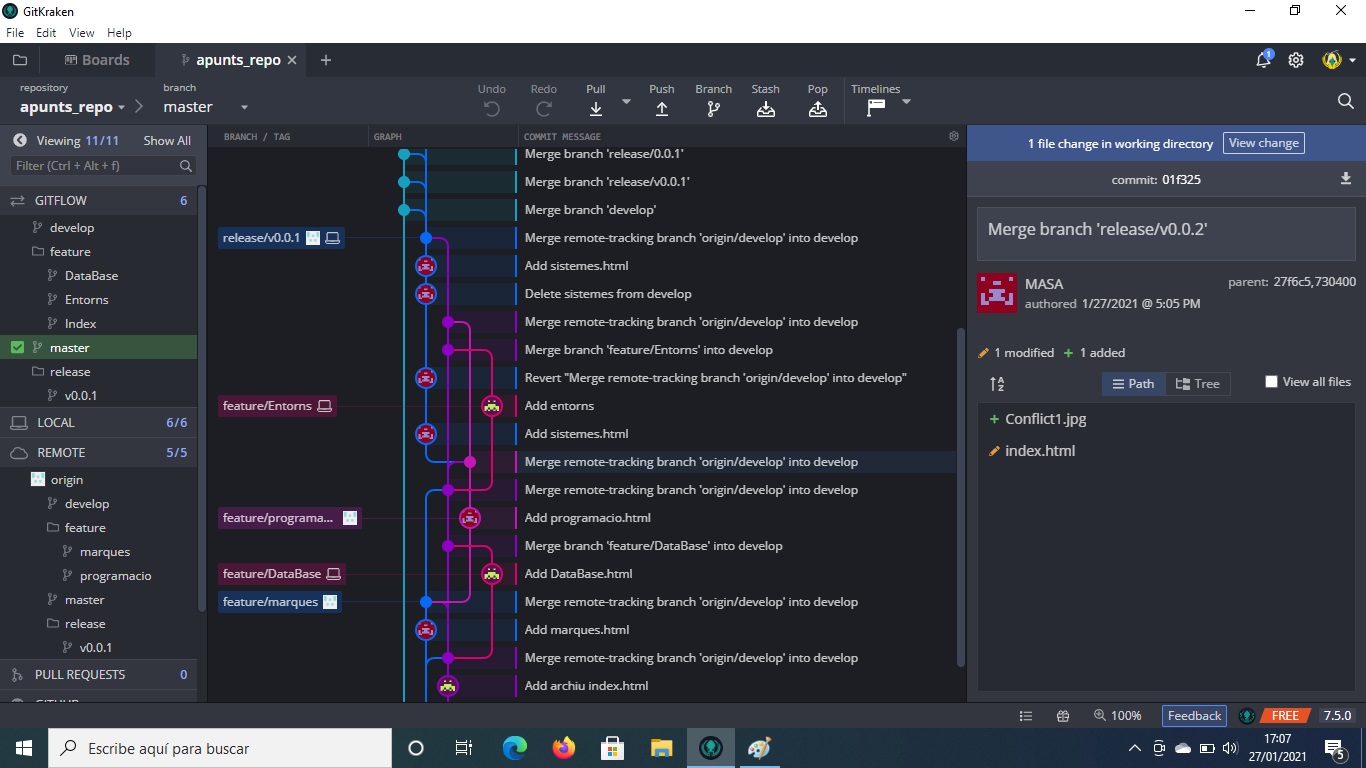 GitKraken
File Edit View Help
Boards
apunts_repo
1
repository
branch
apunts_repo
master
Undo Redo Pull Push Branch Stash Pop Timelines
Viewing 11/11 Show All
Filter (Ctrl + Alt + f)
GITFLOW 6
develop
feature
DataBase
Entorns
Index
master
release
v0.0.1
LOCAL 6/6
REMOTE 5/5
origin
develop
feature
marques
programacio
master
release
v0.0.1
PULL REQUESTS 0
GITHUB
BRANCH / TAG GRAPH COMMIT MESSAGE
Merge branch 'release/0.0.1'
Merge branch 'release/v0.0.1'
Merge branch 'develop'
release/v0.0.1 Merge remote-tracking branch 'origin/develop' into develop
Add sistemes.html
Delete sistemes from develop
Merge remote-tracking branch 'origin/develop' into develop
Merge branch 'feature/Entorns' into develop
Revert "Merge remote-tracking branch 'origin/develop' into develop"
feature/Entorns Add entorns
Add sistemes.html
Merge remote-tracking branch 'origin/develop' into develop
Merge remote-tracking branch 'origin/develop' into develop
feature/programa... Add programacio.html
Merge branch 'feature/DataBase' into develop
feature/DataBase Add DataBase.html
feature/marques Merge remote-tracking branch 'origin/develop' into develop
Add marques.html
Merge remote-tracking branch 'origin/develop' into develop
Add archiu index.html
1 file change in working directory View change
commit: 01f325
Merge branch 'release/v0.0.2'
MASA
authored 1/27/2021 @ 5:05 PM
parent: 27f6c5,730400
1 modified + 1 added
Path Tree View all files
+ Conflict1.jpg
index.html
100% Feedback FREE 7.5.0
Escribe aquí para buscar
17:07
27/01/2021
5